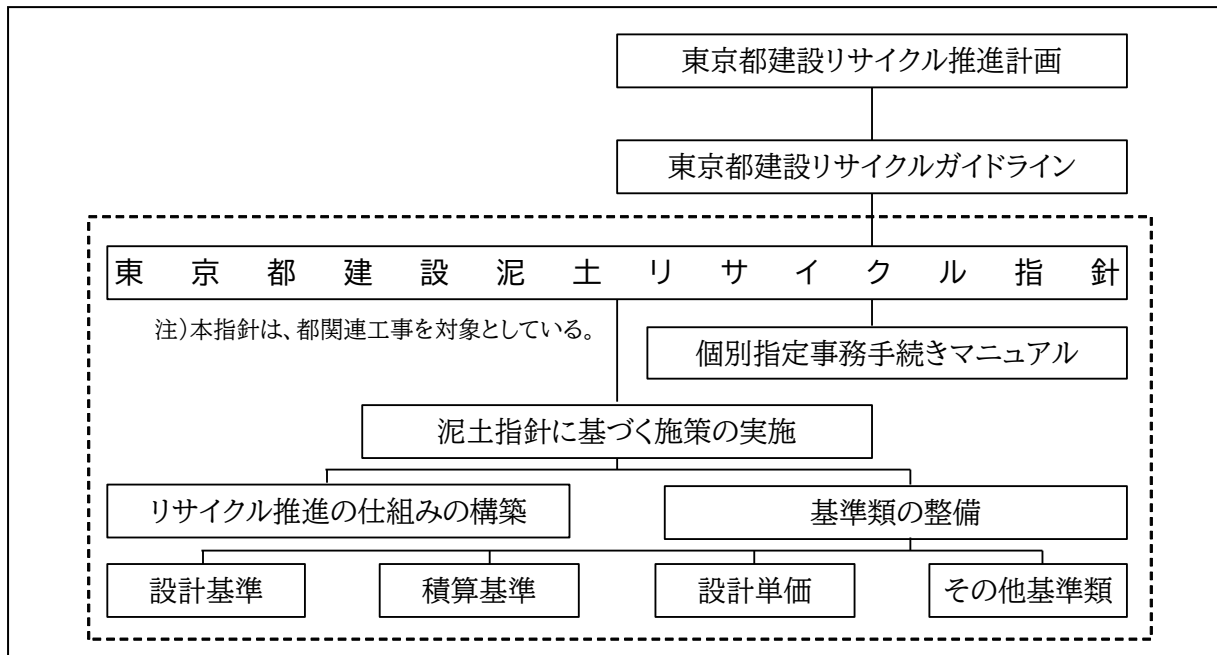 東京都建設リサイクル推進計画
東京都建設リサイクルガイドライン
東京都建設泥土リサイクル指針
注)本指針は、都関連工事を対象としている。
個別指定事務手続きマニュアル
泥土指針に基づく施策の実施
リサイクル推進の仕組みの構築
基準類の整備
設計基準
積算基準
設計単価
その他基準類